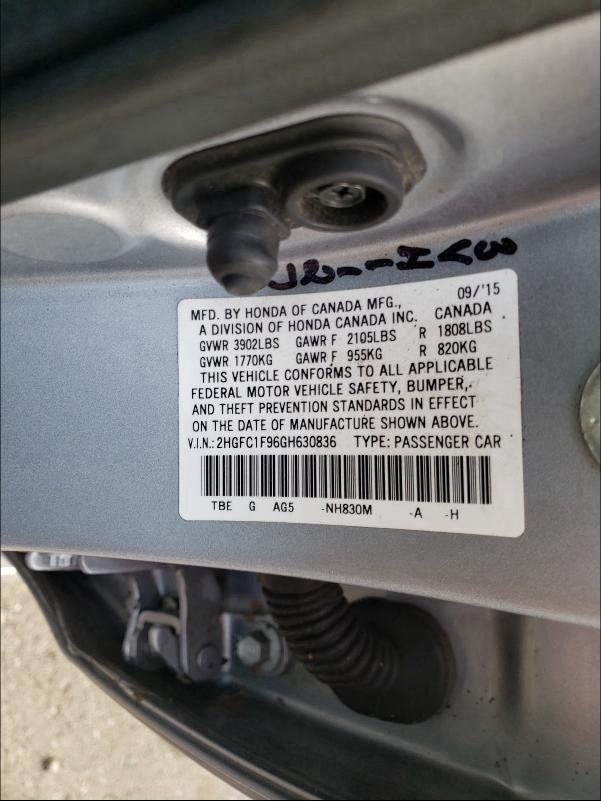 MFD. BY HONDA OF CANADA MFG., 09/'15
A DIVISION OF HONDA CANADA INC. CANADA
GVWR 3902LBS GAWR F 2105LBS R 1808LBS
GVWR 1770KG GAWR F 955KG R 820KG
THIS VEHICLE CONFORMS TO ALL APPLICABLE
FEDERAL MOTOR VEHICLE SAFETY, BUMPER,
AND THEFT PREVENTION STANDARDS IN EFFECT
ON THE DATE OF MANUFACTURE SHOWN ABOVE.
V.I.N.: 2HGFC1F96GH630836 TYPE: PASSENGER CAR
TBE G AG5 -NH830M -A -H